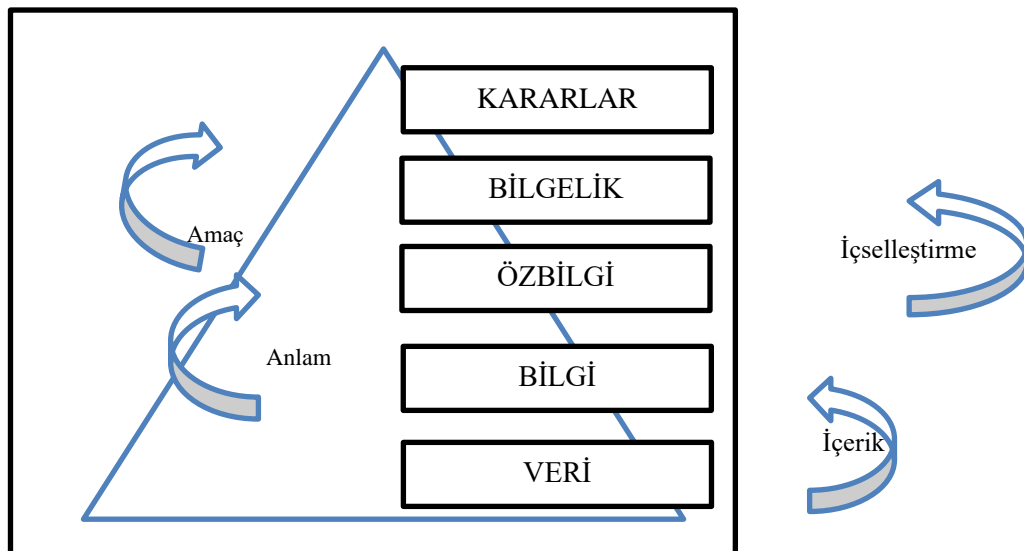 KARARLAR
BİLGELİK
Amaç
İçselleştirme
ÖZBİLGİ
Anlam
BİLGİ
İçerik
VERİ